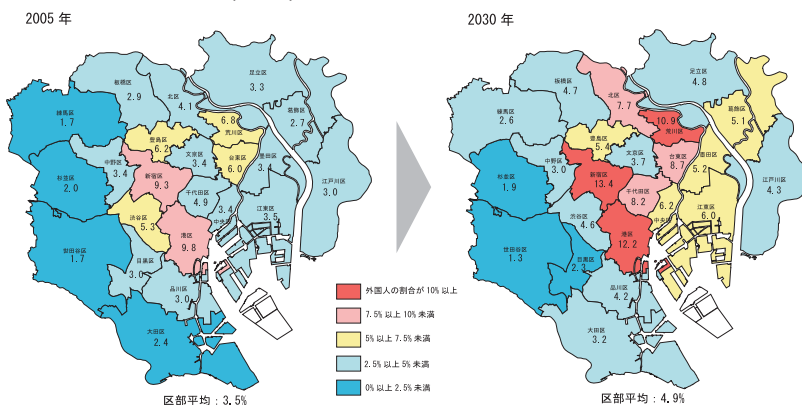 2005 年
板橋区
2.9
北区
4.1
足立区
3.3
練馬区
1.7
6.8
荒川区
葛飾区
2.7
豊島区
6.2
文京区
3.4
台東区
6.0
墨田区
3.4
江戸川区
3.0
杉並区
2.0
中野区
3.4
新宿区
9.3
千代田区
4.9
3.4
中央区
江東区
3.5
渋谷区
5.3
港区
9.8
世田谷区
1.7
目黒区
3.0
品川区
3.0
大田区
2.4
区部平均：3.5%
外国人の割合が 10% 以上
7.5% 以上 10% 未満
5% 以上 7.5% 未満
2.5% 以上 5% 未満
0% 以上 2.5% 未満
2030 年
板橋区
4.7
北区
7.7
足立区
4.8
練馬区
2.6
10.9
荒川区
葛飾区
5.1
豊島区
5.4
文京区
3.7
台東区
8.7
墨田区
5.2
江戸川区
4.3
杉並区
1.9
中野区
3.0
新宿区
13.4
千代田区
8.2
6.2
中央区
江東区
6.0
渋谷区
4.6
港区
12.2
世田谷区
1.3
目黒区
2.3
品川区
4.2
大田区
3.2
区部平均：4.9%